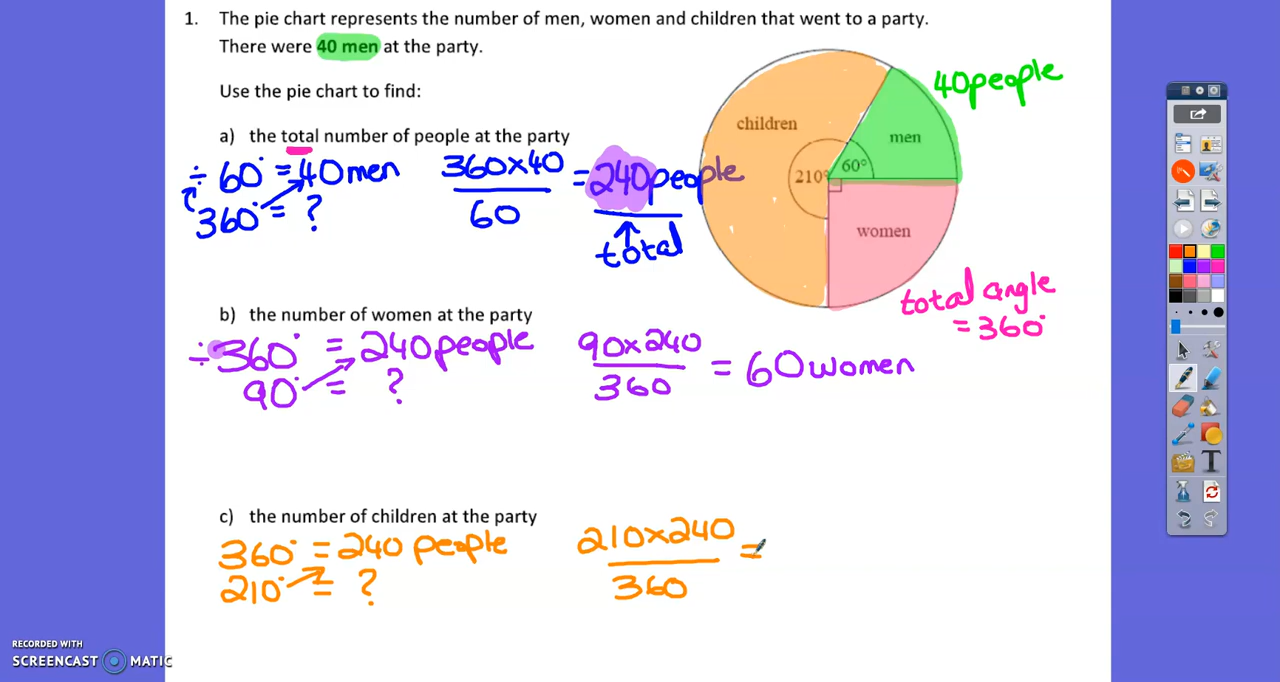 1. The pie chart represents the number of men, women and children that went to a party.
There were 40 men at the party.
Use the pie chart to find:
a) the total number of people at the party
÷ 60° = 40 men
360° = ?
360 x 40
60
= 240 people
total
children
men
60°
210°
women
40 people
total angle
= 360°
b) the number of women at the party
÷ 360° = 240 people
90° = ?
90 x 240
360
= 60 women
c) the number of children at the party
360° = 240 people
210° = ?
210 x 240
360
=
RECORDED WITH
SCREENCAST MATIC
T